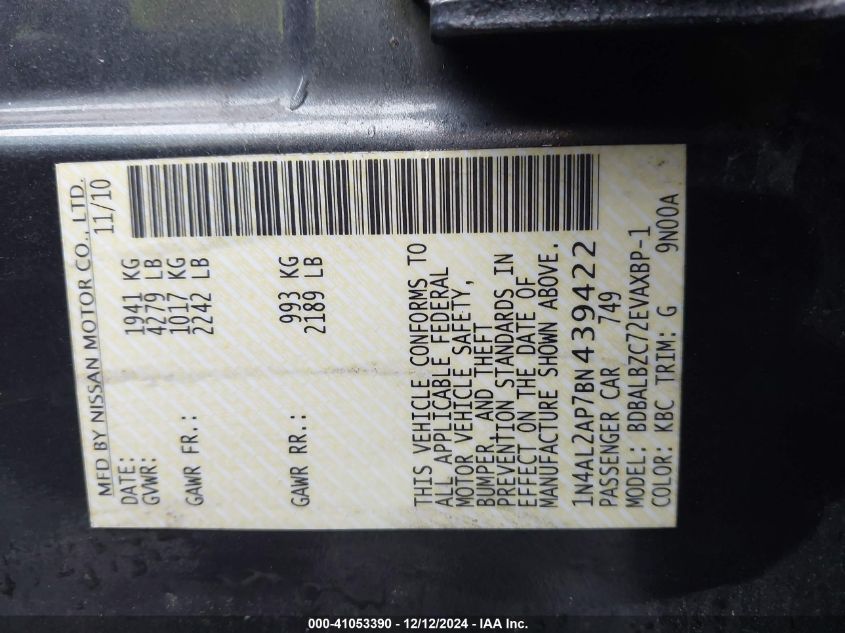 MFD BY NISSAN MOTOR CO., LTD.
DATE: 11/10
GVWR: 1941 KG
4279 LB
GAWR FR.: 1017 KG
2242 LB
GAWR RR.: 993 KG
2189 LB
THIS VEHICLE CONFORMS TO
ALL APPLICABLE FEDERAL
MOTOR VEHICLE SAFETY,
BUMPER, AND THEFT
PREVENTION STANDARDS IN
EFFECT ON THE DATE OF
MANUFACTURE SHOWN ABOVE.
1N4AL2AP7BN439422
PASSENGER CAR 749
MODEL: BDBALBZC72EVAXBP-1
COLOR: KBC TRIM: G 9N00A
000-41053390 - 12/12/2024 - IAA Inc.